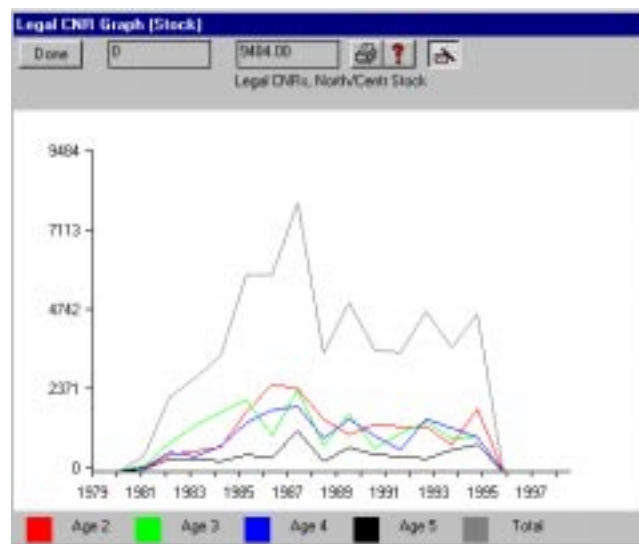 Legal CNR Graph (Stock)
Done 0 9484.00 ?
Legal CNRs, North/Centr Stock
9484
7113
4742
2371
0
1979 1981 1983 1985 1987 1989 1991 1993 1995 1997
Age 2 Age 3 Age 4 Age 5 Total